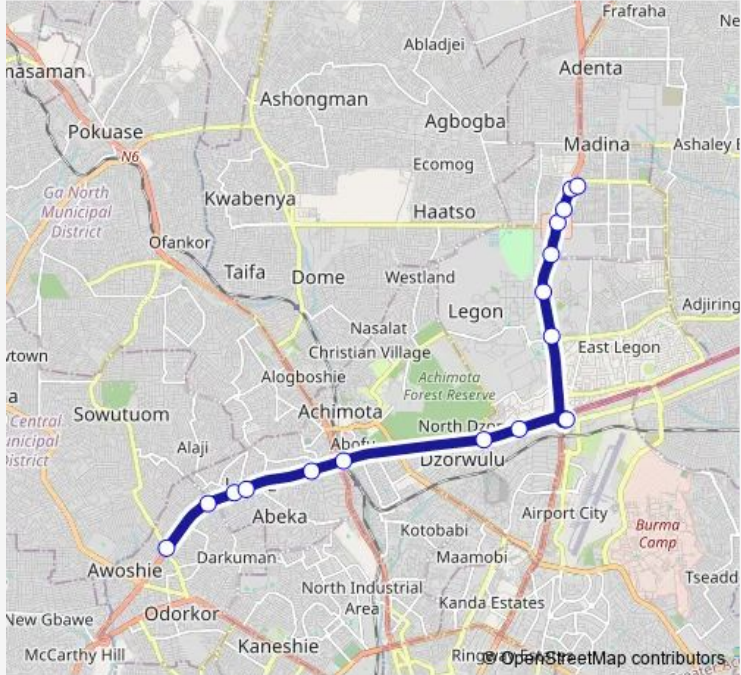 Frafraha
Ne
Abladjei
nasaman
Adenta
Ashongman
Agbogba
Pokuase
Madina
Ashaley B
N6
Ecomog
Ga North
Municipal
District
Kwabenya
Haatso
Ofankor
Taifa
Dome
Westland
Legon
Adjiring
Nasalat
East Legon
Christian Village
Alogboshie
Achimota
Forest Reserve
Sowutuom
Achimota
Central
unicipal
istrict
Alaji
Abofu
North Dzor
Dzorwulu
Abeka
Airport City
Burma
Camp
Kotobabi
Awoshie
Darkuman
Maamobi
Tseadd
North Industrial
Area
Kanda Estates
New Gbawe
Odorkor
McCarthy Hill
Kaneshie
© OpenStreetMap contributors